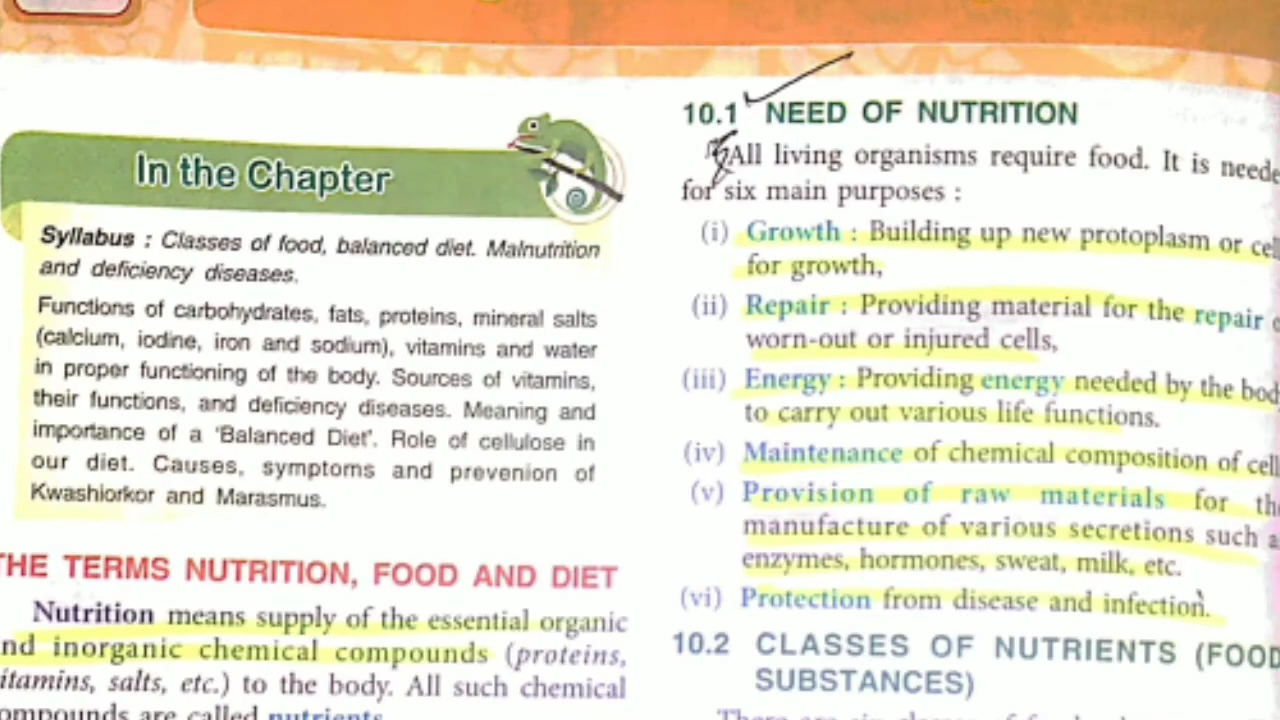 In the Chapter
Syllabus : Classes of food, balanced diet. Malnutrition
and deficiency diseases.
Functions of carbohydrates, fats, proteins, mineral salts
(calcium, iodine, iron and sodium), vitamins and water
in proper functioning of the body. Sources of vitamins,
their functions, and deficiency diseases. Meaning and
importance of a 'Balanced Diet'. Role of cellulose in
our diet. Causes, symptoms and prevenion of
Kwashiorkor and Marasmus.
THE TERMS NUTRITION, FOOD AND DIET
Nutrition means supply of the essential organic
inorganic chemical compounds (proteins,
salts, etc.) to the body. All such chemical
are called nutrients
10.1 NEED OF NUTRITION
All living organisms require food. It is
for six main purposes :
(i) Growth : Building up new protoplasm or
for growth,
(ii) Repair : Providing material for the repair
worn-out or injured cells,
(iii) Energy : Providing energy needed by the
to carry out various life functions.
(iv) Maintenance of chemical composition of
(v) Provision of raw materials for
manufacture of various secretions such
enzymes, hormones, sweat, milk, etc.
(vi) Protection from disease and infection.
10.2 CLASSES OF NUTRIENTS (FOOD
SUBSTANCES)